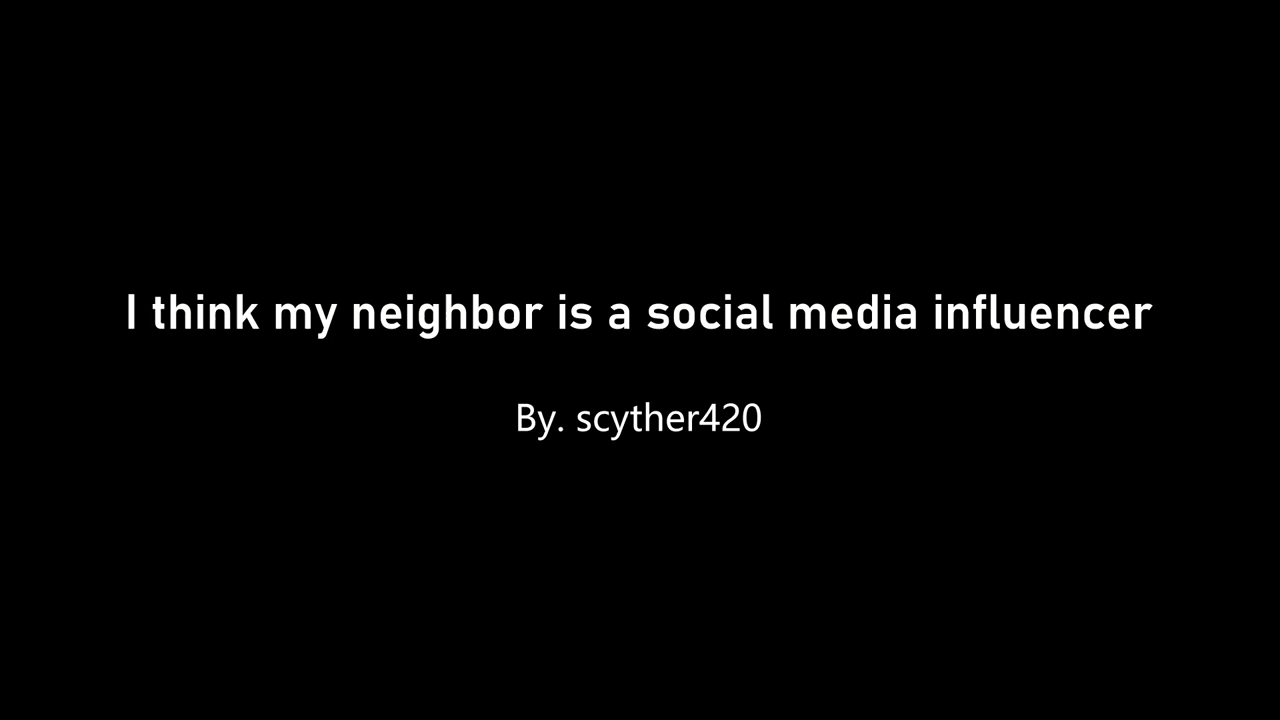 I think my neighbor is a social media influencer
By. scyther420